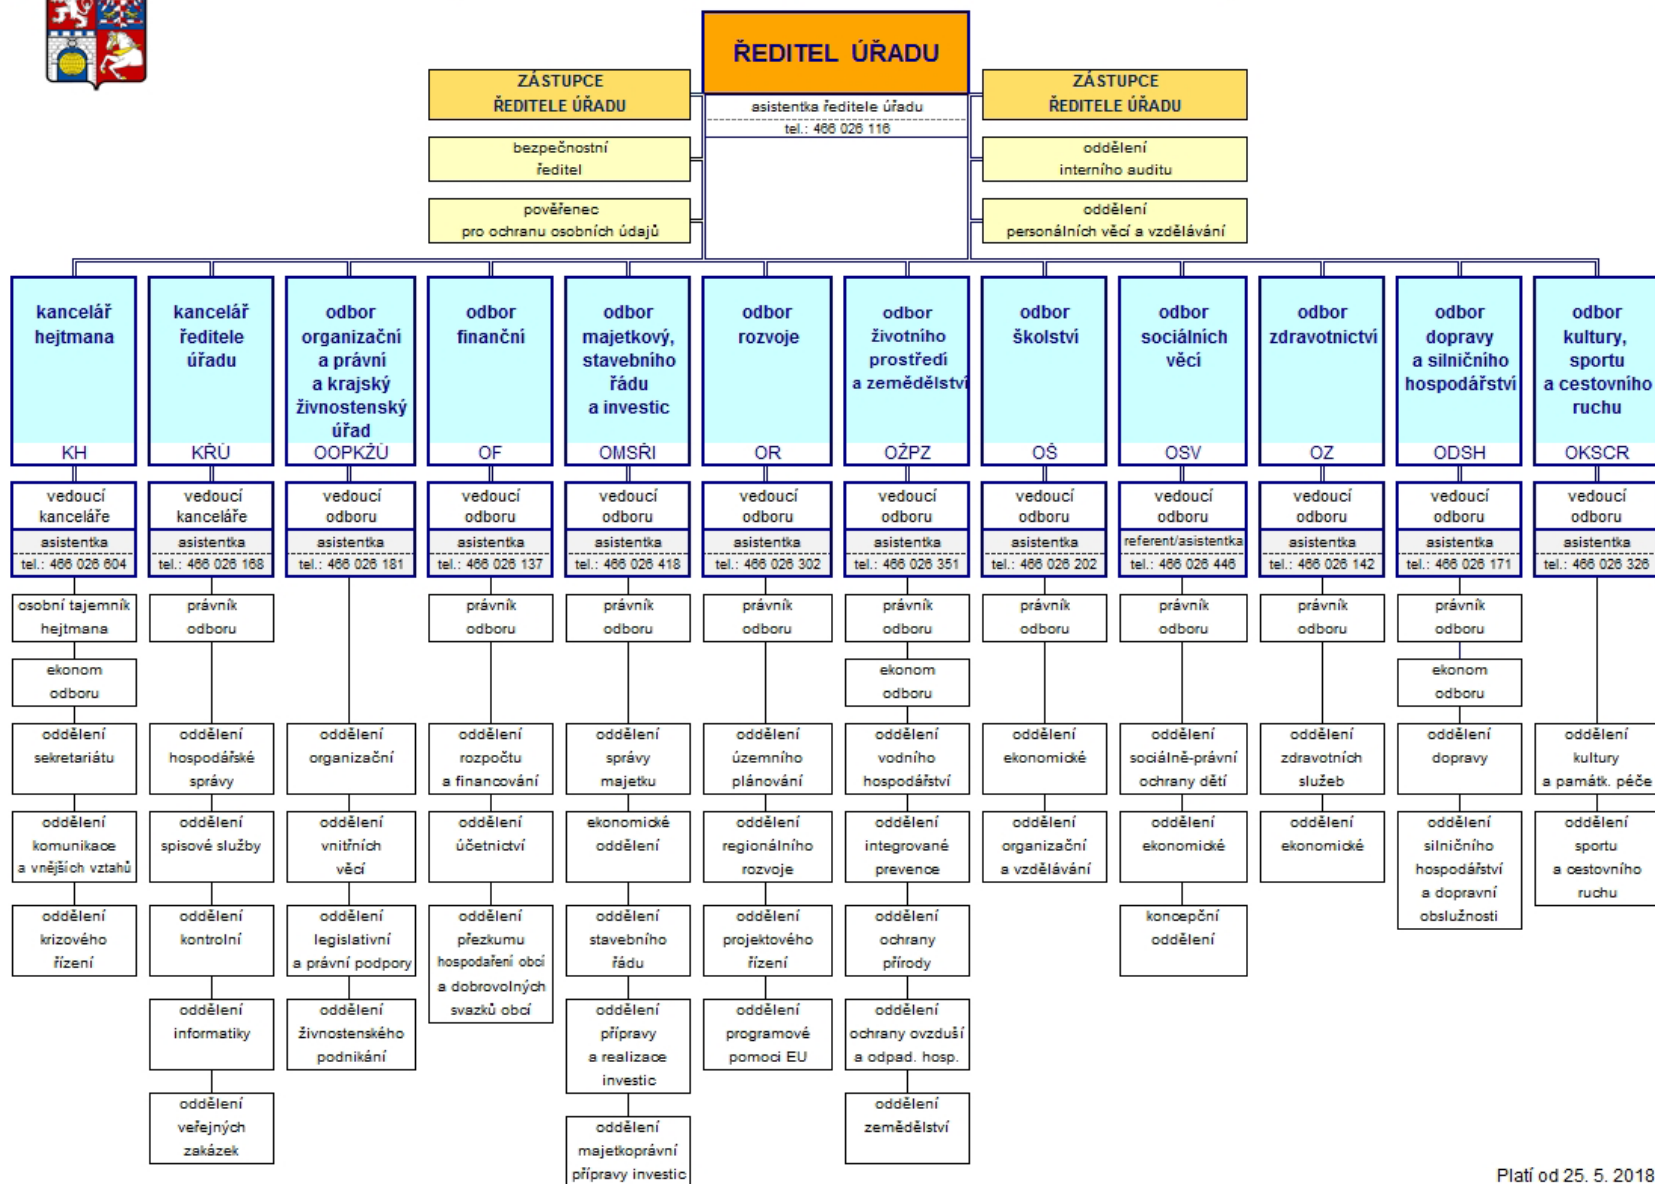 ŘEDITEL ÚŘADU
asistentka ředitele úřadu
tel.: 466 026 116
ZÁSTUPCE
ŘEDITELE ÚŘADU
bezpečnostní
ředitel
pověřenec
pro ochranu osobních údajů
ZÁSTUPCE
ŘEDITELE ÚŘADU
oddělení
interního auditu
oddělení
personálních věcí a vzdělávání
kancelář
hejtmana
KH
vedoucí
kanceláře
asistentka
tel.: 466 026 604
osobní tajemník
hejtmana
ekonom
odboru
oddělení
sekretariátu
oddělení
komunikace
a vnějších vztahů
oddělení
krizového
řízení
kancelář
ředitele
úřadu
KŘÚ
vedoucí
kanceláře
asistentka
tel.: 466 026 168
právník
odboru
oddělení
hospodářské
správy
oddělení
spisové služby
oddělení
kontrolní
oddělení
informatiky
oddělení
veřejných
zakázek
odbor
organizační
a právní
a krajský
živnostenský
úřad
OOPKŽÚ
vedoucí
odboru
asistentka
tel.: 466 026 181
oddělení
organizační
oddělení
vnitřních
věcí
oddělení
legislativní
a právní podpory
oddělení
živnostenského
podnikání
odbor
finanční
OF
vedoucí
odboru
asistentka
tel.: 466 026 137
právník
odboru
oddělení
rozpočtu
a financování
oddělení
účetnictví
oddělení
přezkumu
hospodaření obcí
a dobrovolných
svazků obcí
odbor
majetkový,
stavebního
řádu
a investic
OMSŘI
vedoucí
odboru
asistentka
tel.: 466 026 418
právník
odboru
oddělení
správy
majetku
ekonomické
oddělení
oddělení
stavebního
řádu
oddělení
přípravy
a realizace
investic
oddělení
majetkoprávní
přípravy investic
odbor
rozvoje
OR
vedoucí
odboru
asistentka
tel.: 466 026 302
právník
odboru
oddělení
územního
plánování
oddělení
regionálního
rozvoje
oddělení
projektového
řízení
oddělení
programové
pomoci EU
odbor
životního
prostředí
a zemědělství
OŽPZ
vedoucí
odboru
asistentka
tel.: 466 026 351
právník
odboru
ekonom
odboru
oddělení
vodního
hospodářství
oddělení
integrované
prevence
oddělení
ochrany
přírody
oddělení
ochrany ovzduší
a odpad. hosp.
oddělení
zemědělství
odbor
školství
OŠ
vedoucí
odboru
asistentka
tel.: 466 026 202
právník
odboru
oddělení
ekonomické
oddělení
organizační
a vzdělávání
odbor
sociálních
věcí
OSV
vedoucí
odboru
referent/asistentka
tel.: 466 026 446
právník
odboru
oddělení
sociálně-právní
ochrany dětí
oddělení
ekonomické
koncepční
oddělení
odbor
zdravotnictví
OZ
vedoucí
odboru
asistentka
tel.: 466 026 142
právník
odboru
oddělení
zdravotních
služeb
oddělení
ekonomické
odbor
dopravy
a silničního
hospodářství
ODSH
vedoucí
odboru
asistentka
tel.: 466 026 171
právník
odboru
ekonom
odboru
oddělení
dopravy
oddělení
silničního
hospodářství
a dopravní
obslužnosti
odbor
kultury,
sportu
a cestovního
ruchu
OKSCR
vedoucí
odboru
asistentka
tel.: 466 026 326
oddělení
kultury
a památk. péče
oddělení
sportu
a cestovního
ruchu
Platí od 25. 5. 2018